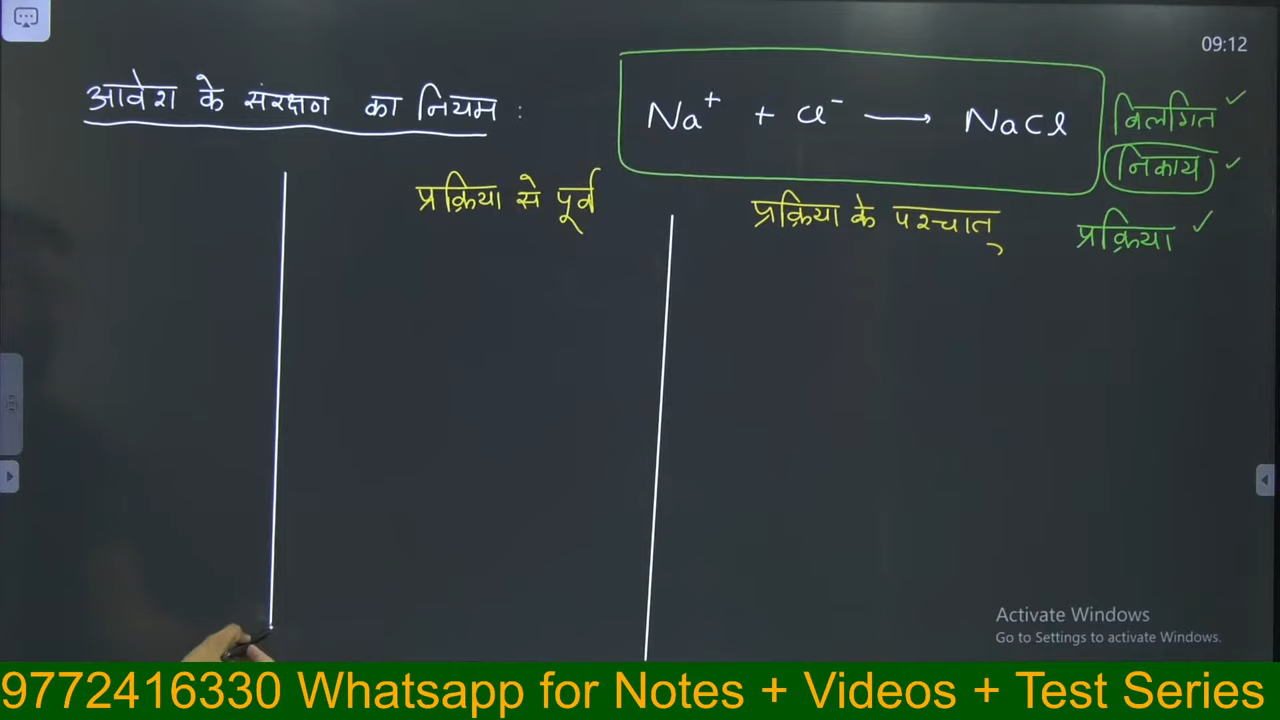 09:12
आवेश के संरक्षण का नियम :
Na⁺ + Cl⁻ ⟶ NaCl
विलगित ✓
निकाय ✓
प्रक्रिया ✓
प्रक्रिया से पूर्व
प्रक्रिया के पश्चात्
Activate Windows
Go to Settings to activate Windows.
9772416330 Whatsapp for Notes + Videos + Test Series